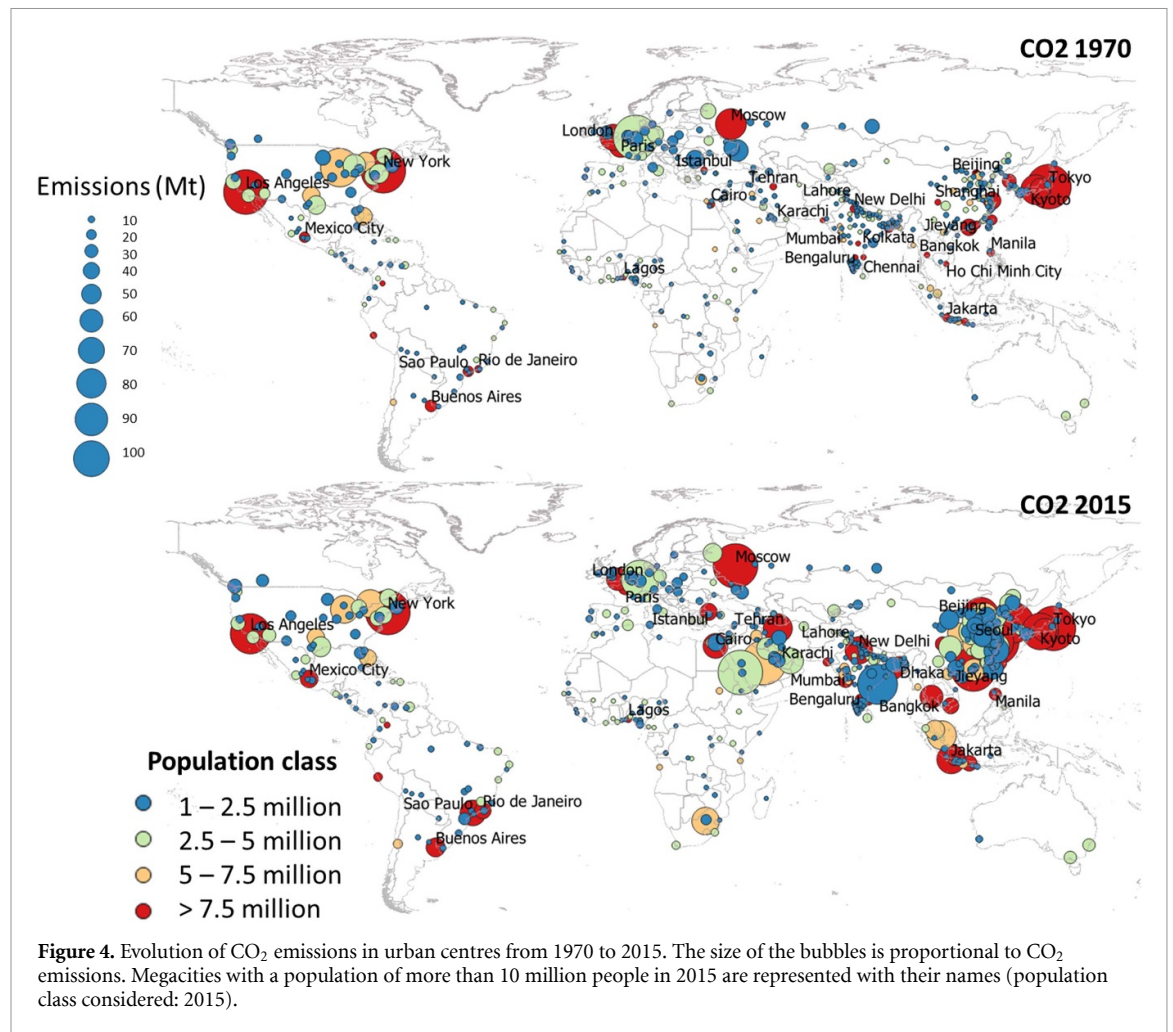 CO2 1970
Moscow
London
Paris
Istanbul
New York
Los Angeles
Mexico City
Tehran
Cairo
Lahore
New Delhi
Karachi
Beijing
Shanghai
Tokyo
Kyoto
Mumbai
Kolkata
Jieyang
Bangkok
Manila
Bengaluru
Chennai
Ho Chi Minh City
Lagos
Jakarta
Sao Paulo
Rio de Janeiro
Buenos Aires
Emissions (Mt)
10
20
30
40
50
60
70
80
90
100
CO2 2015
Moscow
London
Paris
Istanbul
New York
Los Angeles
Mexico City
Tehran
Cairo
Lahore
New Delhi
Karachi
Beijing
Seoul
Tokyo
Kyoto
Mumbai
Dhaka
Jieyang
Bengaluru
Bangkok
Manila
Lagos
Jakarta
Sao Paulo
Rio de Janeiro
Buenos Aires
Population class
1 – 2.5 million
2.5 – 5 million
5 – 7.5 million
> 7.5 million
Figure 4. Evolution of CO₂ emissions in urban centres from 1970 to 2015. The size of the bubbles is proportional to CO₂
emissions. Megacities with a population of more than 10 million people in 2015 are represented with their names (population
class considered: 2015).